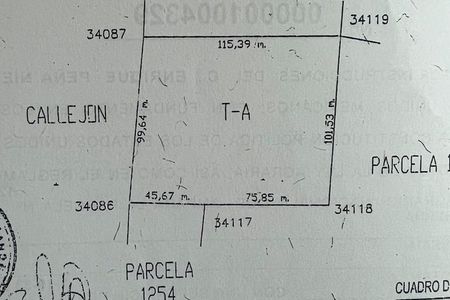 34087
34119
115,39 m.
CALLEJON
99,64 m.
T-A
101,53 m.
PARCELA 1
34086
45,67 m.
75,85 m.
34118
34117
PARCELA
1254
CUADRO D